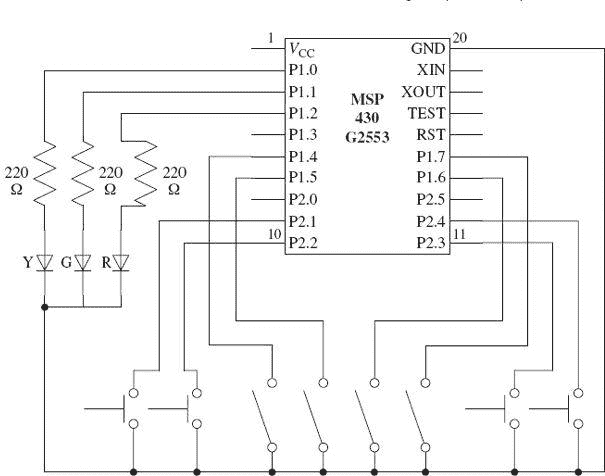 1
20
V_CC
GND
P1.0
XIN
P1.1
XOUT
P1.2
TEST
P1.3
RST
P1.4
P1.7
P1.5
P1.6
P2.0
P2.5
P2.1
P2.4
10
P2.2
P2.3
11
MSP
430
G2553
220
Ω
220
Ω
220
Ω
Y
G
R